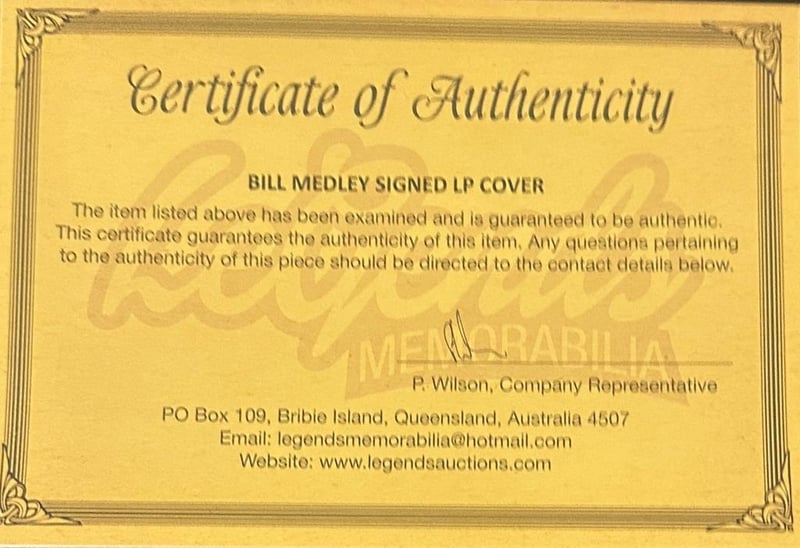 Certificate of Authenticity
BILL MEDLEY SIGNED LP COVER
The item listed above has been examined and is guaranteed to be authentic.
This certificate guarantees the authenticity of this item. Any questions pertaining
to the authenticity of this piece should be directed to the contact details below.
Legends
MEMORABILIA
P. Wilson, Company Representative
PO Box 109, Bribie Island, Queensland, Australia 4507
Email: legendsmemorabilia@hotmail.com
Website: www.legendsauctions.com